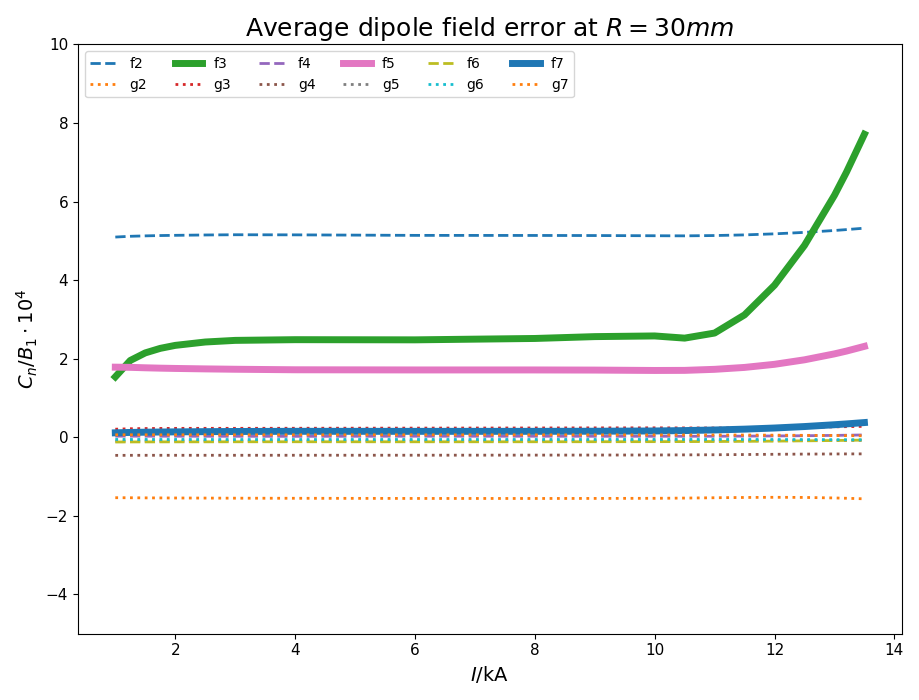 Average dipole field error at R = 30mm
10
f2 f3 f4 f5 f6 f7
g2 g3 g4 g5 g6 g7
8
6
4
2
0
−2
−4
C_n/B_1 · 10^4
2 4 6 8 10 12 14
I/kA